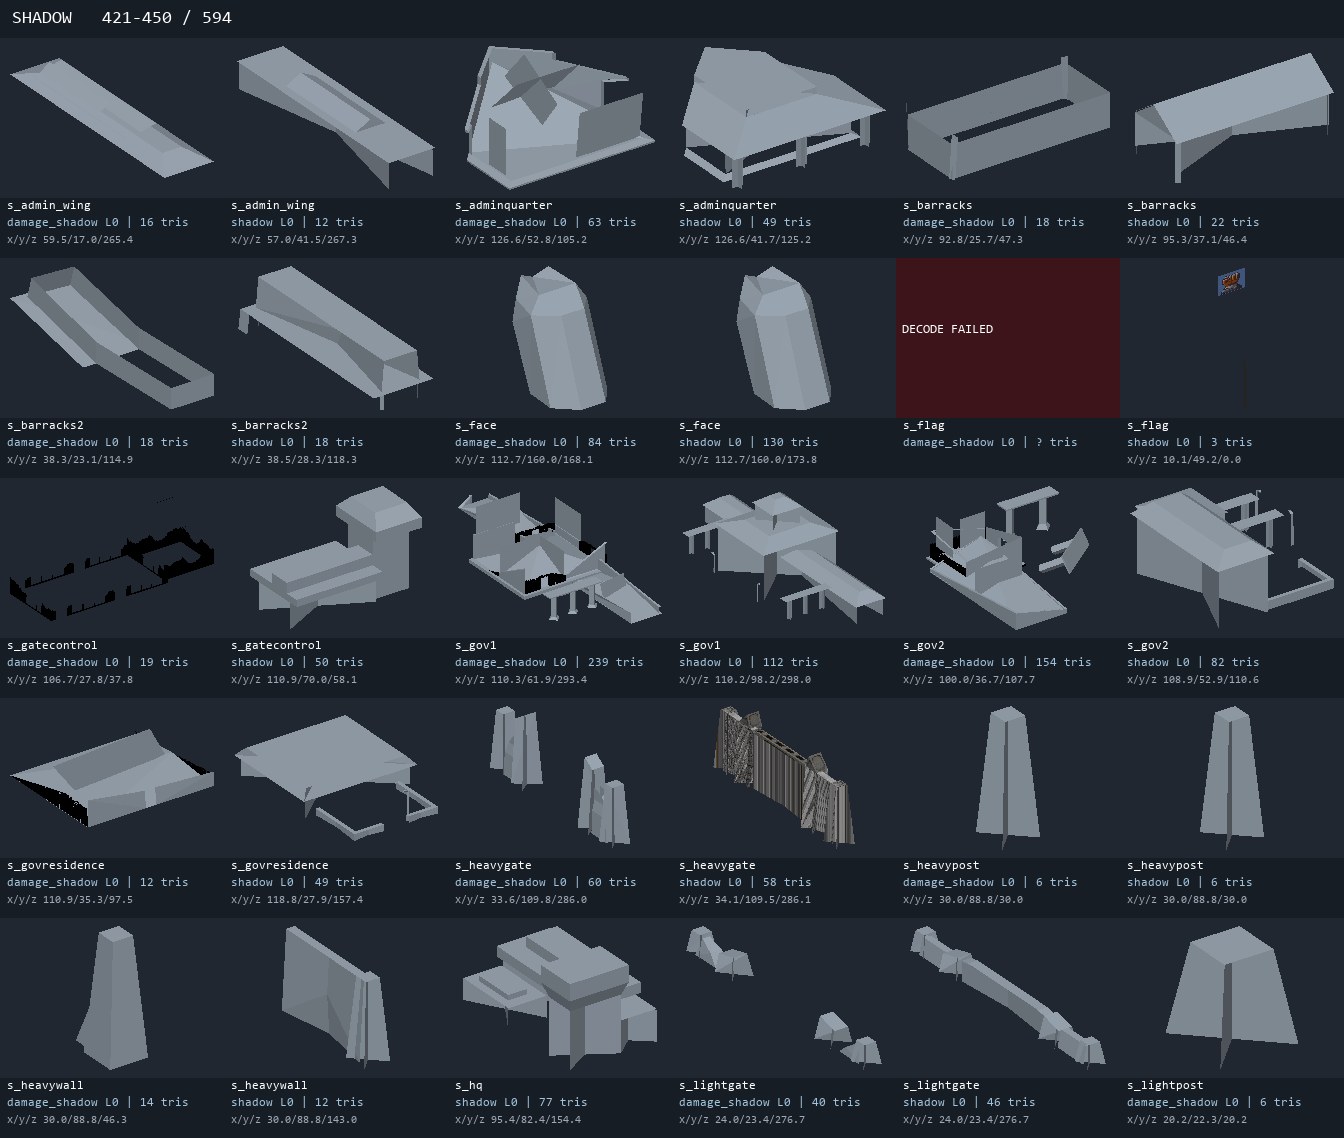 SHADOW 421-450 / 594
s_admin_wing
damage_shadow L0 | 16 tris
x/y/z 59.5/17.0/265.4
s_admin_wing
shadow L0 | 12 tris
x/y/z 57.0/41.5/267.3
s_adminquarter
damage_shadow L0 | 63 tris
x/y/z 126.6/52.8/105.2
s_adminquarter
shadow L0 | 49 tris
x/y/z 126.6/41.7/125.2
s_barracks
damage_shadow L0 | 18 tris
x/y/z 92.8/25.7/47.3
s_barracks
shadow L0 | 22 tris
x/y/z 95.3/37.1/46.4
s_barracks2
damage_shadow L0 | 18 tris
x/y/z 38.3/23.1/114.9
s_barracks2
shadow L0 | 18 tris
x/y/z 38.5/28.3/118.3
s_face
damage_shadow L0 | 84 tris
x/y/z 112.7/160.0/168.1
s_face
shadow L0 | 130 tris
x/y/z 112.7/160.0/173.8
DECODE FAILED
s_flag
damage_shadow L0 | ? tris
s_flag
shadow L0 | 3 tris
x/y/z 10.1/49.2/0.0
s_gatecontrol
damage_shadow L0 | 19 tris
x/y/z 106.7/27.8/37.8
s_gatecontrol
shadow L0 | 50 tris
x/y/z 110.9/70.0/58.1
s_gov1
damage_shadow L0 | 239 tris
x/y/z 110.3/61.9/293.4
s_gov1
shadow L0 | 112 tris
x/y/z 110.2/98.2/298.0
s_gov2
damage_shadow L0 | 154 tris
x/y/z 100.0/36.7/107.7
s_gov2
shadow L0 | 82 tris
x/y/z 108.9/52.9/110.6
s_govresidence
damage_shadow L0 | 12 tris
x/y/z 110.9/35.3/97.5
s_govresidence
shadow L0 | 49 tris
x/y/z 118.8/27.9/157.4
s_heavygate
damage_shadow L0 | 60 tris
x/y/z 33.6/109.8/286.0
s_heavygate
shadow L0 | 58 tris
x/y/z 34.1/109.5/286.1
s_heavypost
damage_shadow L0 | 6 tris
x/y/z 30.0/88.8/30.0
s_heavypost
shadow L0 | 6 tris
x/y/z 30.0/88.8/30.0
s_heavywall
damage_shadow L0 | 14 tris
x/y/z 30.0/88.8/46.3
s_heavywall
shadow L0 | 12 tris
x/y/z 30.0/88.8/143.0
s_hq
shadow L0 | 77 tris
x/y/z 95.4/82.4/154.4
s_lightgate
damage_shadow L0 | 40 tris
x/y/z 24.0/23.4/276.7
s_lightgate
shadow L0 | 46 tris
x/y/z 24.0/23.4/276.7
s_lightpost
damage_shadow L0 | 6 tris
x/y/z 20.2/22.3/20.2